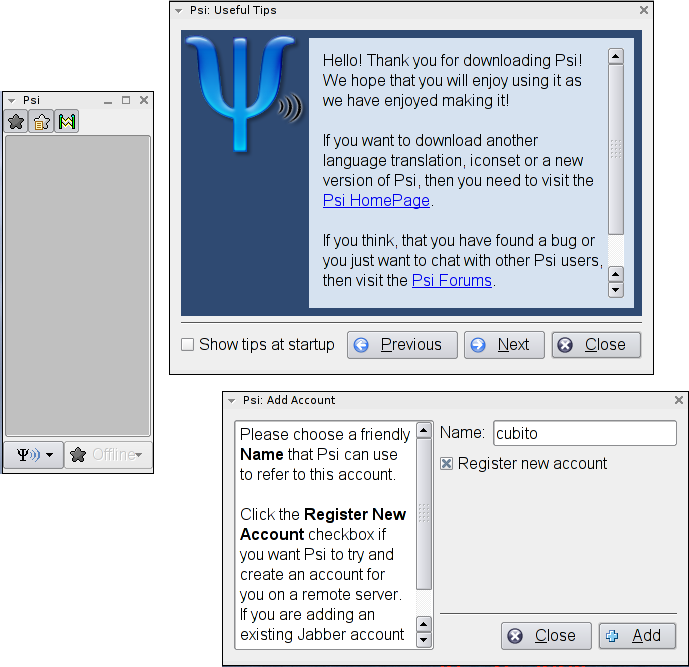 Psi: Useful Tips
Hello! Thank you for downloading Psi!
We hope that you will enjoy using it as
we have enjoyed making it!
If you want to download another
language translation, iconset or a new
version of Psi, then you need to visit the
Psi HomePage.
If you think, that you have found a bug or
you just want to chat with other Psi users,
then visit the Psi Forums.
Show tips at startup
Previous
Next
Close
Psi
Offline
Psi: Add Account
Please choose a friendly
Name that Psi can use
to refer to this account.
Click the Register New
Account checkbox if
you want Psi to try and
create an account for
you on a remote server.
If you are adding an
existing Jabber account
Name: cubito
Register new account
Close
Add